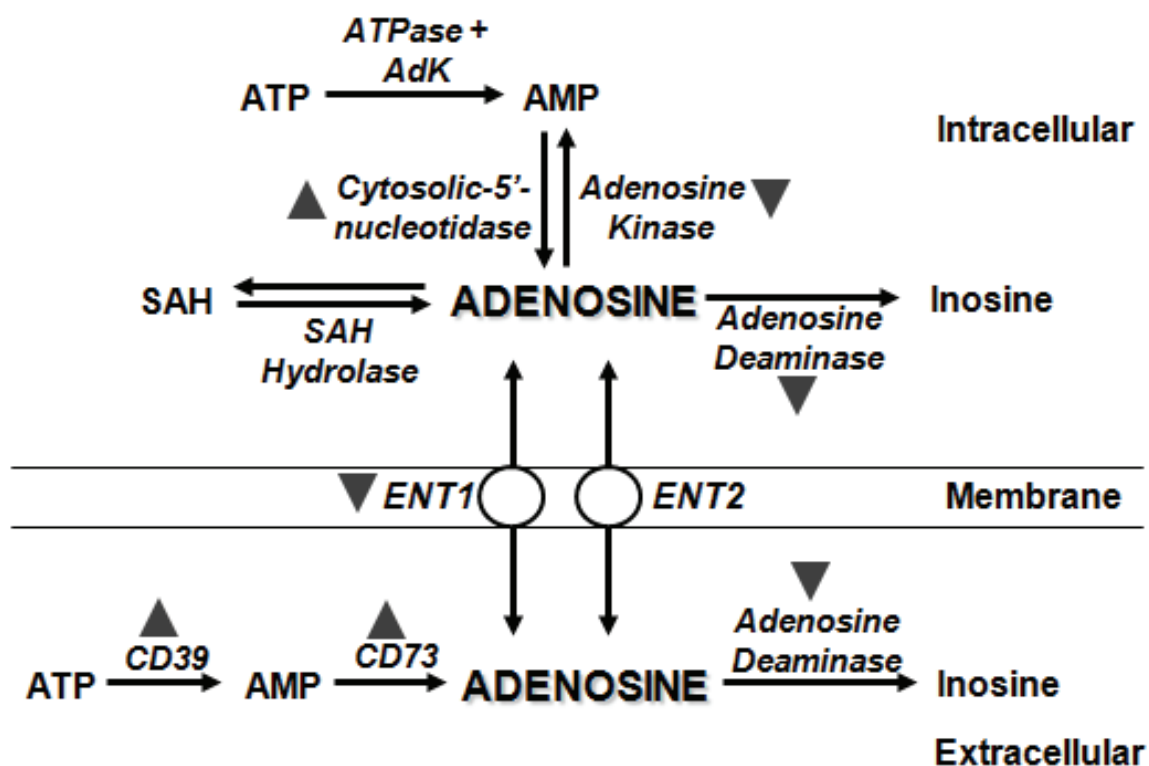 ATPase +
AdK
ATP
AMP
Intracellular
Cytosolic-5'-
nucleotidase
Adenosine
Kinase
SAH
ADENOSINE
Inosine
SAH
Hydrolase
Adenosine
Deaminase
ENT1
ENT2
Membrane
Adenosine
Deaminase
CD39
CD73
ATP
AMP
ADENOSINE
Inosine
Extracellular